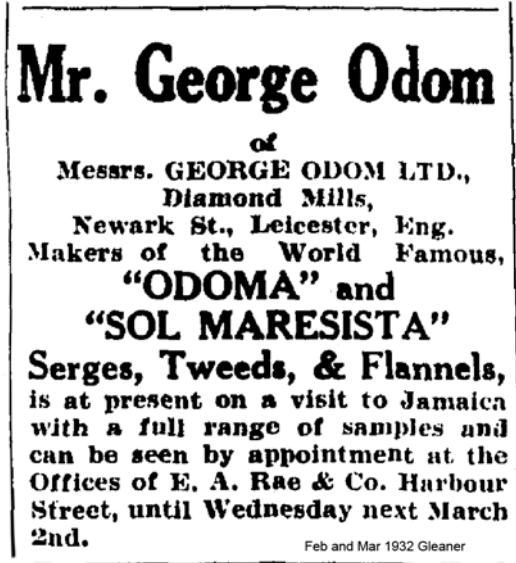 Mr. George Odom
of
Messrs. GEORGE ODOM LTD.,
Diamond Mills,
Newark St., Leicester, Eng.
Makers of the World Famous,
"ODOMA" and
"SOL MARESISTA"
Serges, Tweeds, & Flannels,
is at present on a visit to Jamaica
with a full range of samples and
can be seen by appointment at the
Offices of E. A. Rae & Co. Harbour
Street, until Wednesday next March
2nd.
Feb and Mar 1932 Gleaner